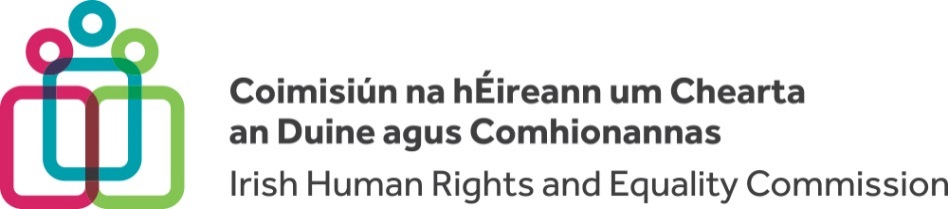 Coimisiún na hÉireann um Chearta
an Duine agus Comhionannas
Irish Human Rights and Equality Commission